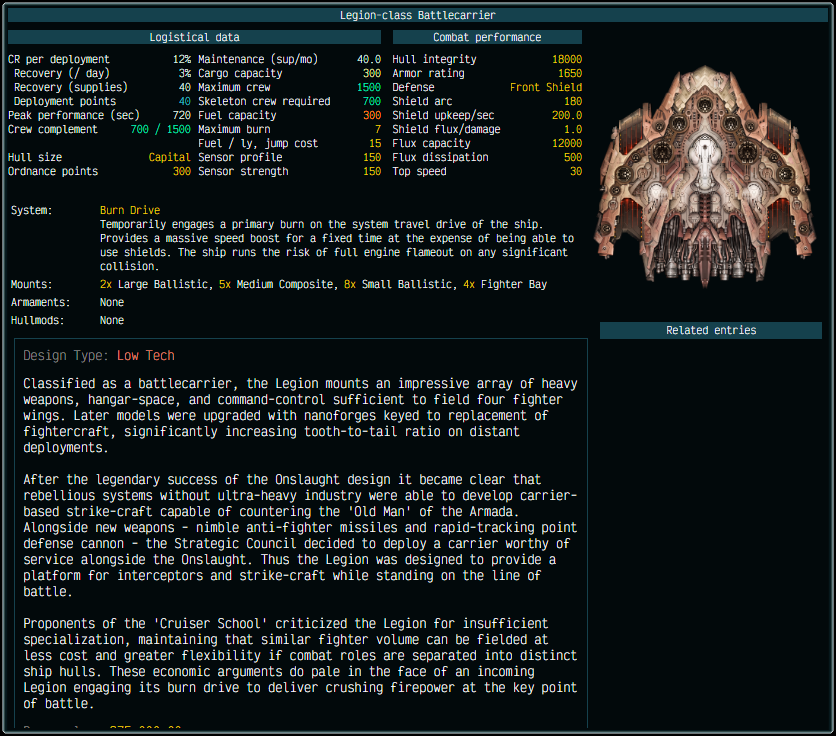 Legion-class Battlecarrier
Logistical data
CR per deployment 12% Maintenance (sup/mo) 40.0
Recovery (/ day) 3% Cargo capacity 300
Recovery (supplies) 40 Maximum crew 1500
Deployment points 40 Skeleton crew required 700
Peak performance (sec) 720 Fuel capacity 300
Crew complement 700 / 1500 Maximum burn 7
Fuel / ly, jump cost 15
Hull size Capital Sensor profile 150
Ordnance points 300 Sensor strength 150
Combat performance
Hull integrity 18000
Armor rating 1650
Defense Front Shield
Shield arc 180
Shield upkeep/sec 200.0
Shield flux/damage 1.0
Flux capacity 12000
Flux dissipation 500
Top speed 30
System: Burn Drive
Temporarily engages a primary burn on the system travel drive of the ship.
Provides a massive speed boost for a fixed time at the expense of being able to
use shields. The ship runs the risk of full engine flameout on any significant
collision.
Mounts: 2x Large Ballistic, 5x Medium Composite, 8x Small Ballistic, 4x Fighter Bay
Armaments: None
Hullmods: None
Related entries
Design Type: Low Tech
Classified as a battlecarrier, the Legion mounts an impressive array of heavy
weapons, hangar-space, and command-control sufficient to field four fighter
wings. Later models were upgraded with nanoforges keyed to replacement of
fightercraft, significantly increasing tooth-to-tail ratio on distant
deployments.
After the legendary success of the Onslaught design it became clear that
rebellious systems without ultra-heavy industry were able to develop carrier-
based strike-craft capable of countering the 'Old Man' of the Armada.
Alongside new weapons - nimble anti-fighter missiles and rapid-tracking point
defense cannon - the Strategic Council decided to deploy a carrier worthy of
service alongside the Onslaught. Thus the Legion was designed to provide a
platform for interceptors and strike-craft while standing on the line of
battle.
Proponents of the 'Cruiser School' criticized the Legion for insufficient
specialization, maintaining that similar fighter volume can be fielded at
less cost and greater flexibility if combat roles are separated into distinct
ship hulls. These economic arguments do pale in the face of an incoming
Legion engaging its burn drive to deliver crushing firepower at the key point
of battle.